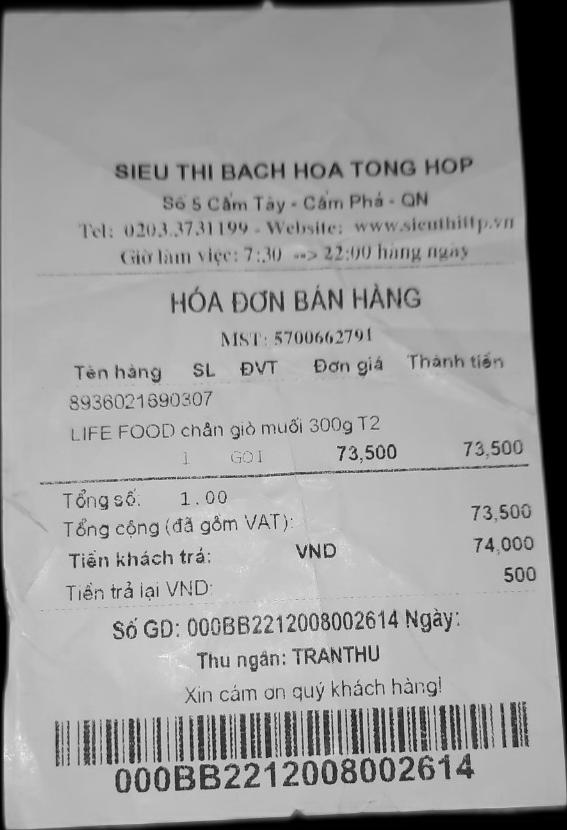 SIEU THI BACH HOA TONG HOP
Số 5 Cẩm Tây - Cẩm Phả - QN
Tel: 0203.3731199 - Website: www.sieuthittp.vn
Giờ làm việc: 7:30 --> 22:00 hàng ngày
HÓA ĐƠN BÁN HÀNG
MST: 5700662791
Tên hàng SL ĐVT Đơn giá Thành tiền
8936021690307
LIFE FOOD chân giò muối 300g T2
1 GOI 73,500 73,500
Tổng số: 1.00
Tổng cộng (đã gồm VAT): 73,500
Tiền khách trả: VND 74,000
Tiền trả lại VND: 500
Số GD: 000BB2212008002614 Ngày:
Thu ngân: TRANTHU
Xin cám ơn quý khách hàng!
000BB2212008002614